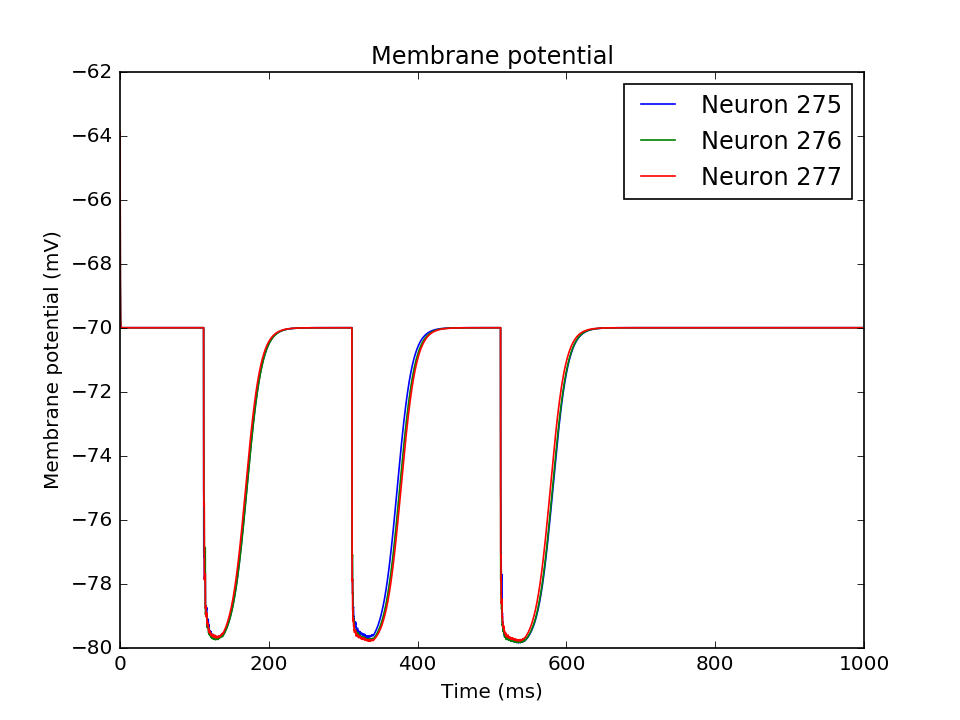 Membrane potential
−62
−64
−66
−68
−70
−72
−74
−76
−78
−80
Membrane potential (mV)
Neuron 275
Neuron 276
Neuron 277
0 200 400 600 800 1000
Time (ms)